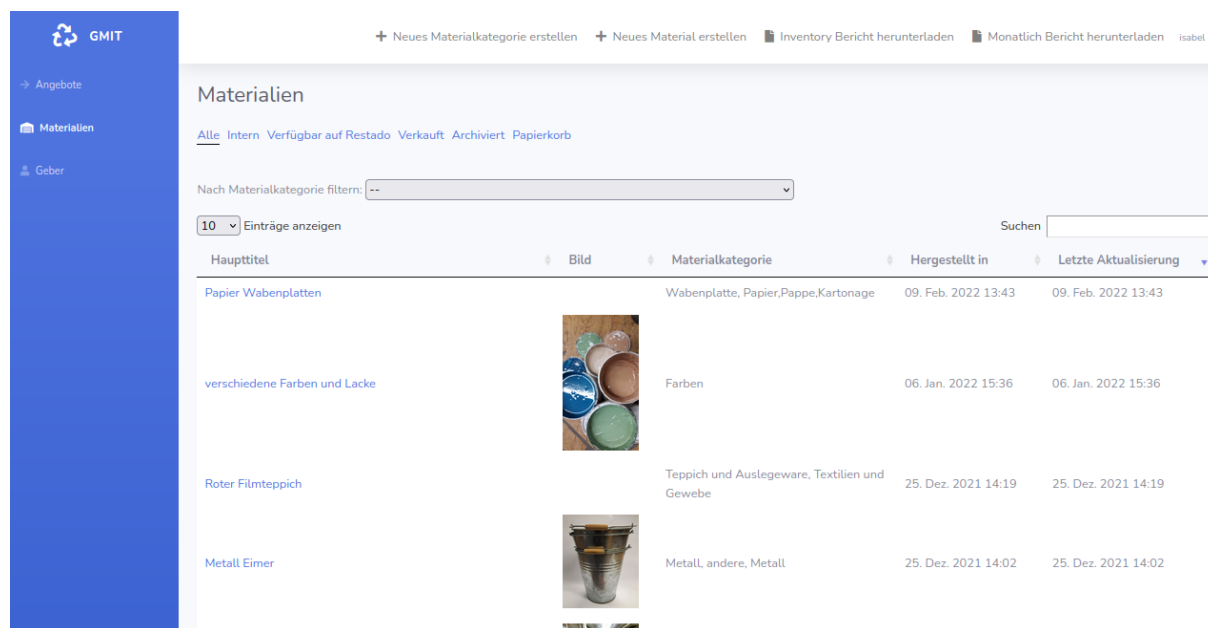 GMIT
Neues Materialkategorie erstellen Neues Material erstellen Inventory Bericht herunterladen Monatlich Bericht herunterladen isabel
Angebote
Materialien
Geber
Materialien
Alle Intern Verfügbar auf Restado Verkauft Archiviert Papierkorb
Nach Materialkategorie filtern: --
10 Einträge anzeigen Suchen
Haupttitel Bild Materialkategorie Hergestellt in Letzte Aktualisierung
Papier Wabenplatten Wabenplatte, Papier,Pappe,Kartonage 09. Feb. 2022 13:43 09. Feb. 2022 13:43
verschiedene Farben und Lacke Farben 06. Jan. 2022 15:36 06. Jan. 2022 15:36
Roter Filmteppich Teppich und Auslegeware, Textilien und 25. Dez. 2021 14:19 25. Dez. 2021 14:19
Gewebe
Metall Eimer Metall, andere, Metall 25. Dez. 2021 14:02 25. Dez. 2021 14:02